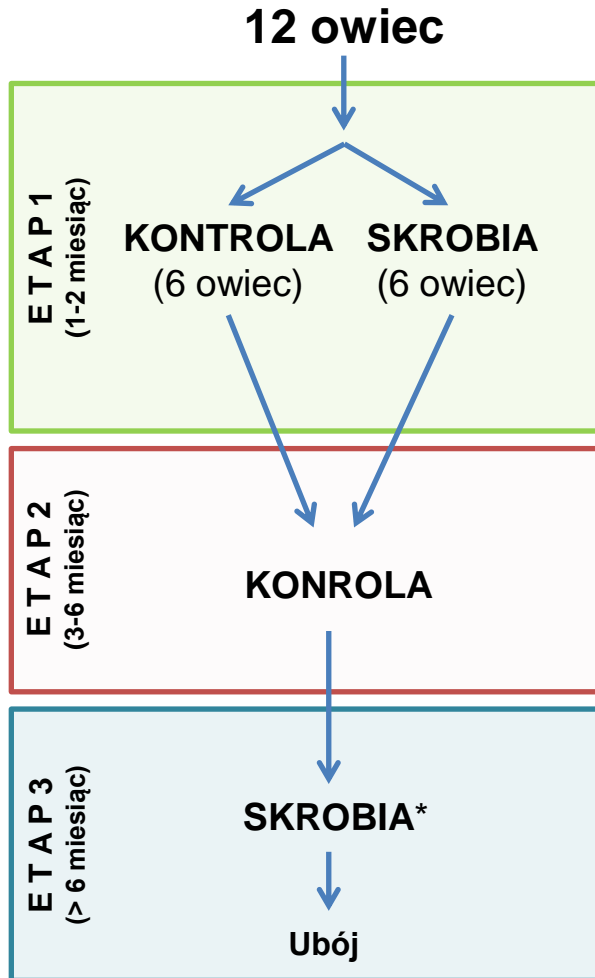 12 owiec
ETAP1
(1-2 miesiąc)
KONTROLA
(6 owiec)
SKROBIA
(6 owiec)
ETAP2
(3-6 miesiąc)
KONROLA
ETAP3
(> 6 miesiąc)
SKROBIA*
Ubój